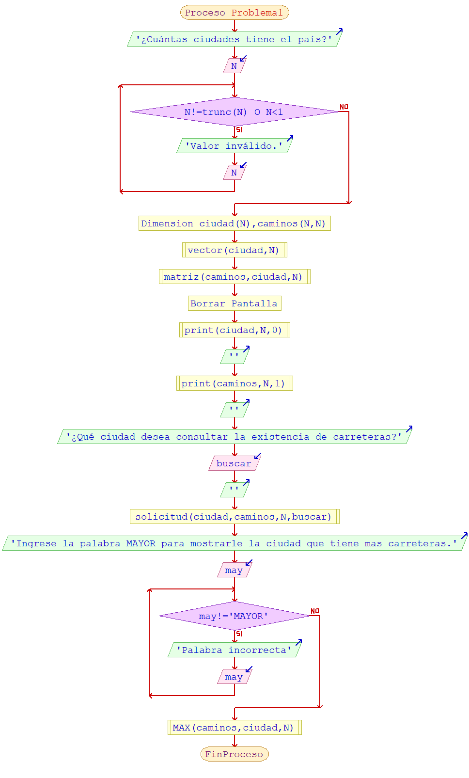 Proceso Problema1
'¿Cuántas ciudades tiene el país?'
N
N!=trunc(N) O N<1
NO
SI
'Valor inválido.'
N
Dimension ciudad(N),caminos(N,N)
vector(ciudad,N)
matriz(caminos,ciudad,N)
Borrar Pantalla
print(ciudad,N,0)
''
print(caminos,N,1)
''
'¿Qué ciudad desea consultar la existencia de carreteras?'
buscar
''
solicitud(ciudad,caminos,N,buscar)
'Ingrese la palabra MAYOR para mostrarle la ciudad que tiene mas carreteras.'
may
may!='MAYOR'
NO
SI
'Palabra incorrecta'
may
MAX(caminos,ciudad,N)
FinProceso